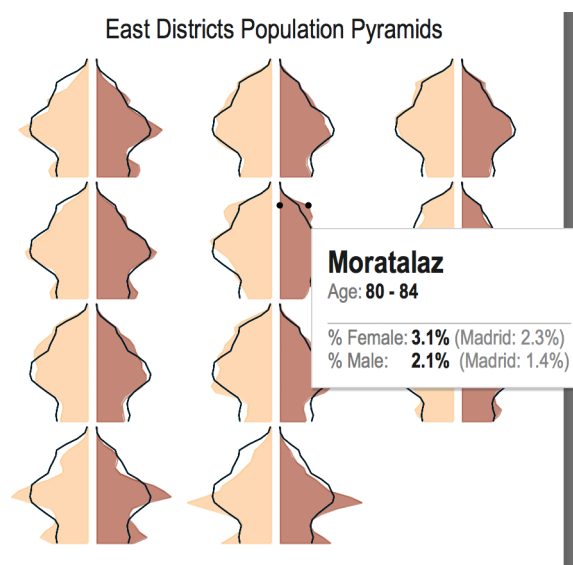 East Districts Population Pyramids
Moratalaz
Age: 80 - 84
% Female: 3.1% (Madrid: 2.3%)
% Male: 2.1% (Madrid: 1.4%)